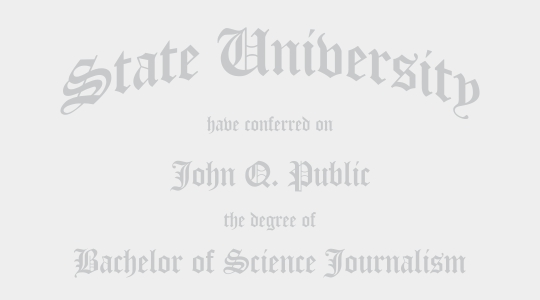 State University
have conferred on
John Q. Public
the degree of
Bachelor of Science Journalism